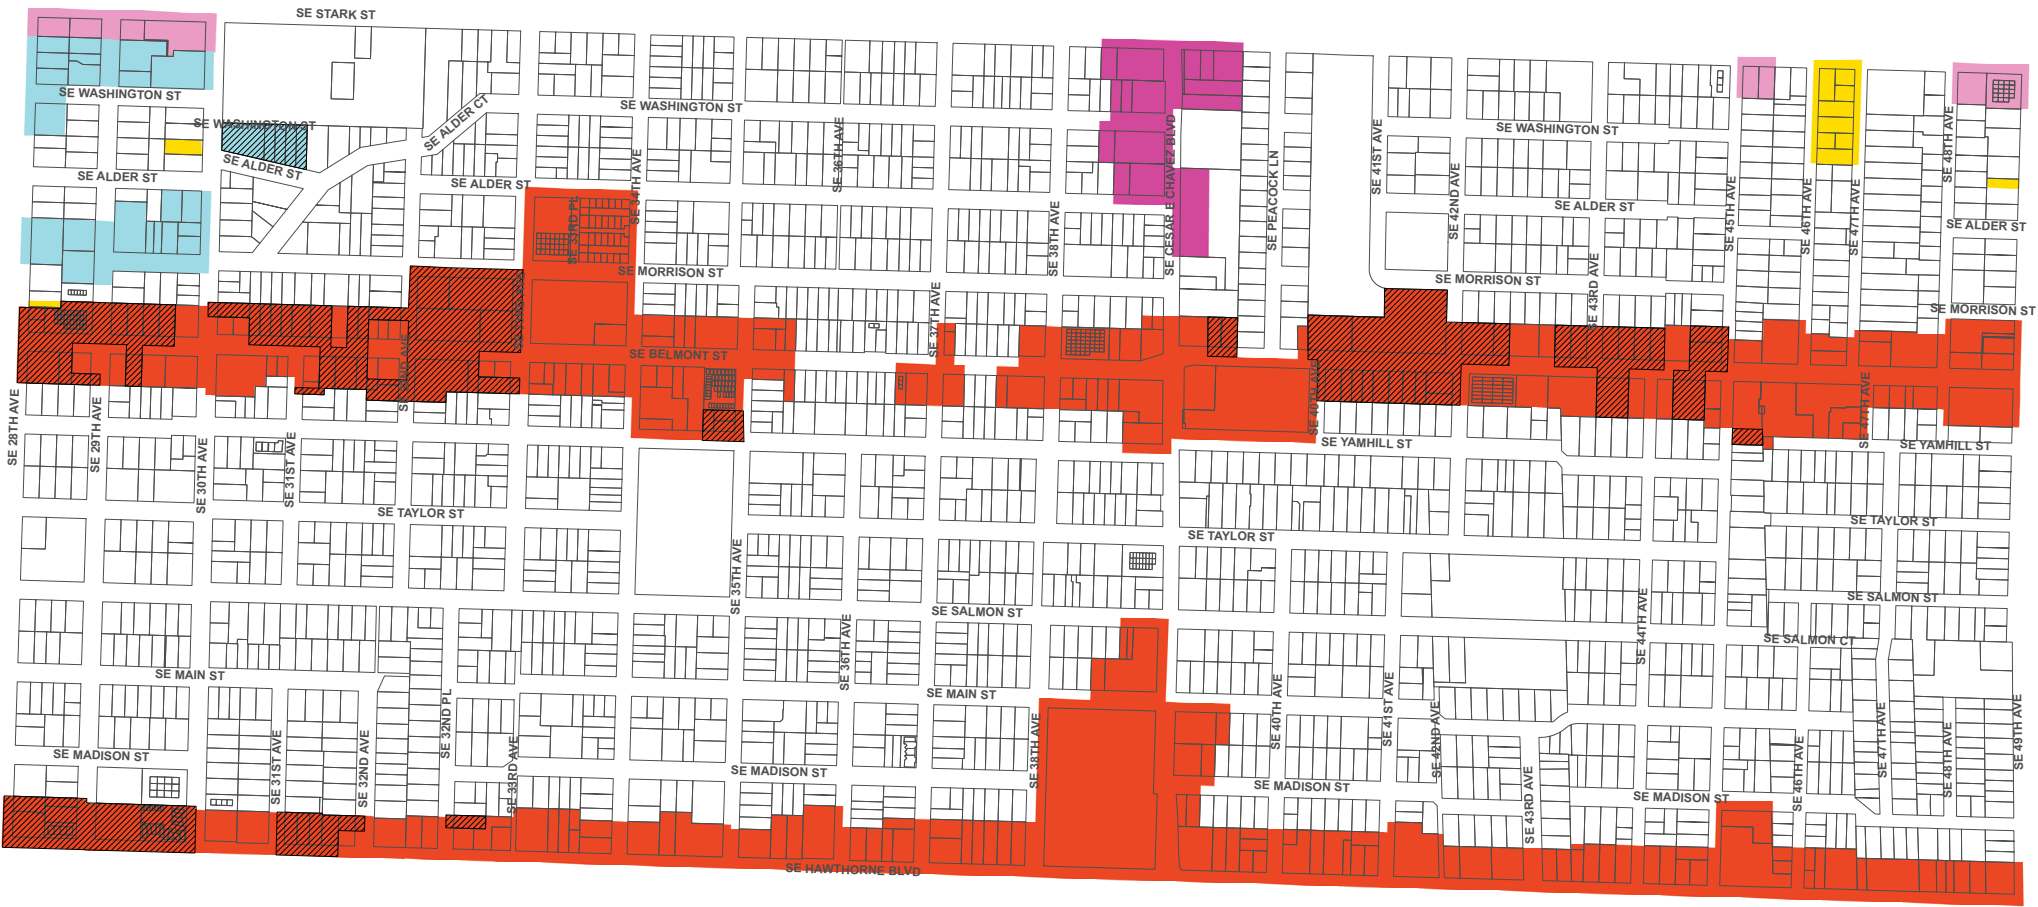 SE STARK ST
SE WASHINGTON ST
SE WASHINGTON ST
SE ALDER CT
SE WASHINGTON ST
SE WASHINGTON ST
SE ALDER ST
SE ALDER ST
SE ALDER ST
SE ALDER ST
SE ALDER ST
SE 33RD PL
SE 34TH AVE
SE 36TH AVE
SE 38TH AVE
SE CESAR E CHAVEZ BLVD
SE PEACOCK LN
SE 41ST AVE
SE 42ND AVE
SE 43RD AVE
SE 45TH AVE
SE 46TH AVE
SE 47TH AVE
SE 48TH AVE
SE MORRISON ST
SE MORRISON ST
SE MORRISON ST
SE 37TH AVE
SE BELMONT ST
SE 40TH AVE
SE 47TH AVE
SE 28TH AVE
SE 29TH AVE
SE 30TH AVE
SE 31ST AVE
SE YAMHILL ST
SE YAMHILL ST
SE TAYLOR ST
SE TAYLOR ST
SE TAYLOR ST
SE 35TH AVE
SE SALMON ST
SE SALMON ST
SE SALMON CT
SE 36TH AVE
SE 44TH AVE
SE MAIN ST
SE MAIN ST
SE 31ST AVE
SE 32ND AVE
SE 32ND PL
SE 33RD AVE
SE 38TH AVE
SE 40TH AVE
SE 41ST AVE
SE 42ND AVE
SE 43RD AVE
SE 46TH AVE
SE 47TH AVE
SE 48TH AVE
SE 49TH AVE
SE MADISON ST
SE MADISON ST
SE MADISON ST
SE MADISON ST
SE HAWTHORNE BLVD